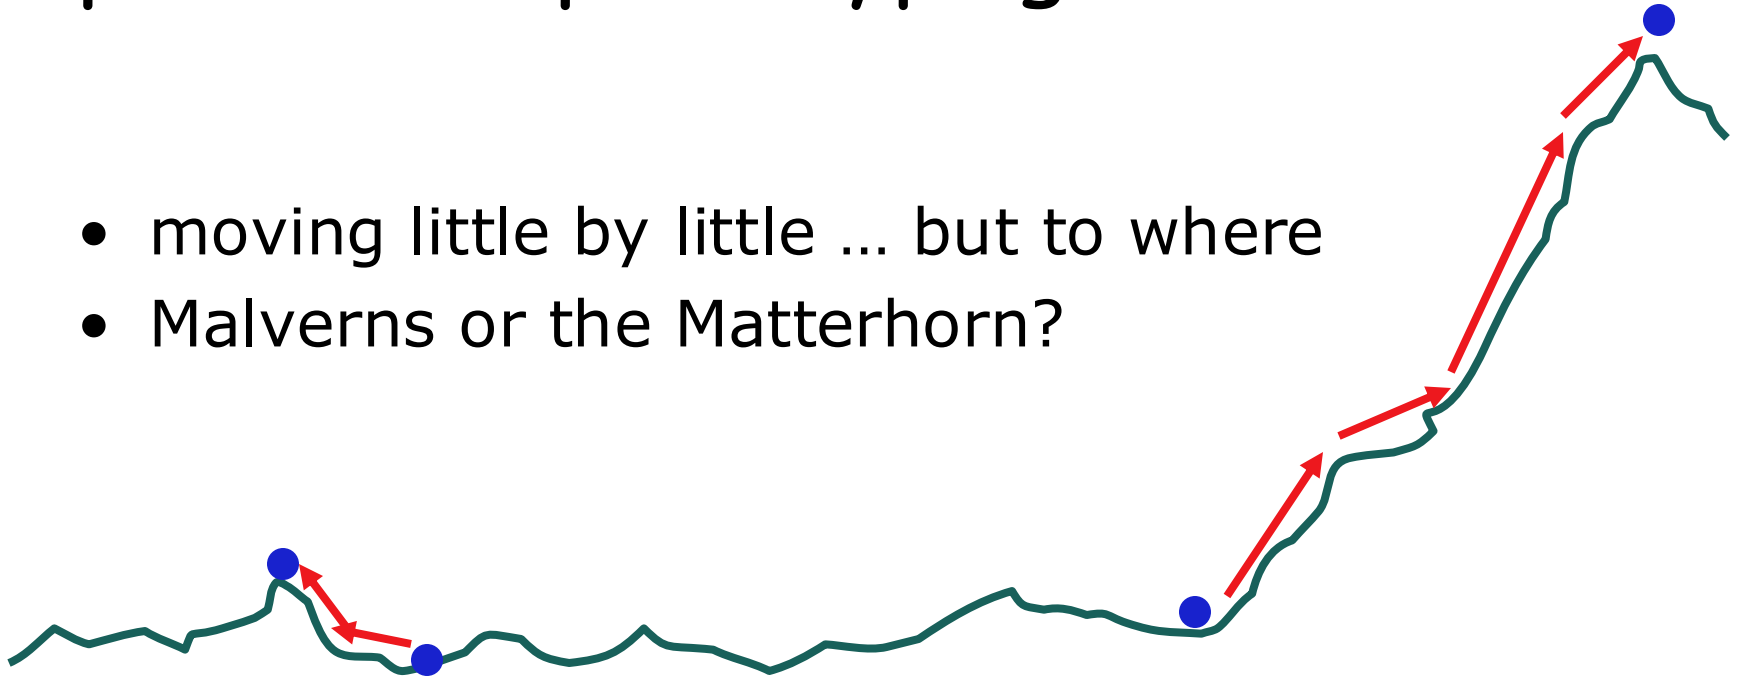 • moving little by little … but to where
• Malverns or the Matterhorn?